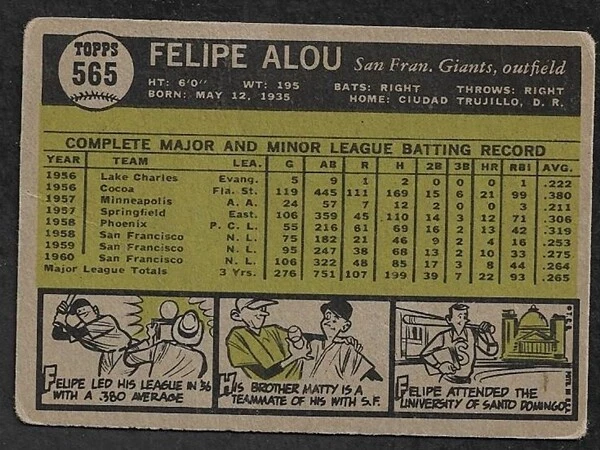 TOPPS
565
FELIPE ALOU San Fran. Giants, outfield
HT: 6'0" WT: 195 BATS: RIGHT THROWS: RIGHT
BORN: MAY 12, 1935 HOME: CIUDAD TRUJILLO, D. R.
COMPLETE MAJOR AND MINOR LEAGUE BATTING RECORD
YEAR TEAM LEA. G AB R H 2B 3B HR RBI AVG.
1956 Lake Charles Evang. 5 9 1 2 0 0 0 1 .222
1956 Cocoa Fla. St. 119 445 111 169 15 6 21 99 .380
1957 Minneapolis A. A. 24 57 7 12 2 0 0 3 .211
1957 Springfield East. 106 359 45 110 14 3 12 71 .306
1958 Phoenix P. C. L. 55 216 61 69 16 2 13 42 .319
1958 San Francisco N. L. 75 182 21 46 9 2 4 16 .253
1959 San Francisco N. L. 95 247 38 68 13 2 10 33 .275
1960 San Francisco N. L. 106 322 48 85 17 3 8 44 .264
Major League Totals 3 Yrs. 276 751 107 199 39 7 22 93 .265
FELIPE LED HIS LEAGUE IN '56
WITH A .380 AVERAGE
HIS BROTHER MATTY IS A
TEAMMATE OF HIS WITH S.F.
S
FELIPE ATTENDED THE
UNIVERSITY OF SANTO DOMINGO